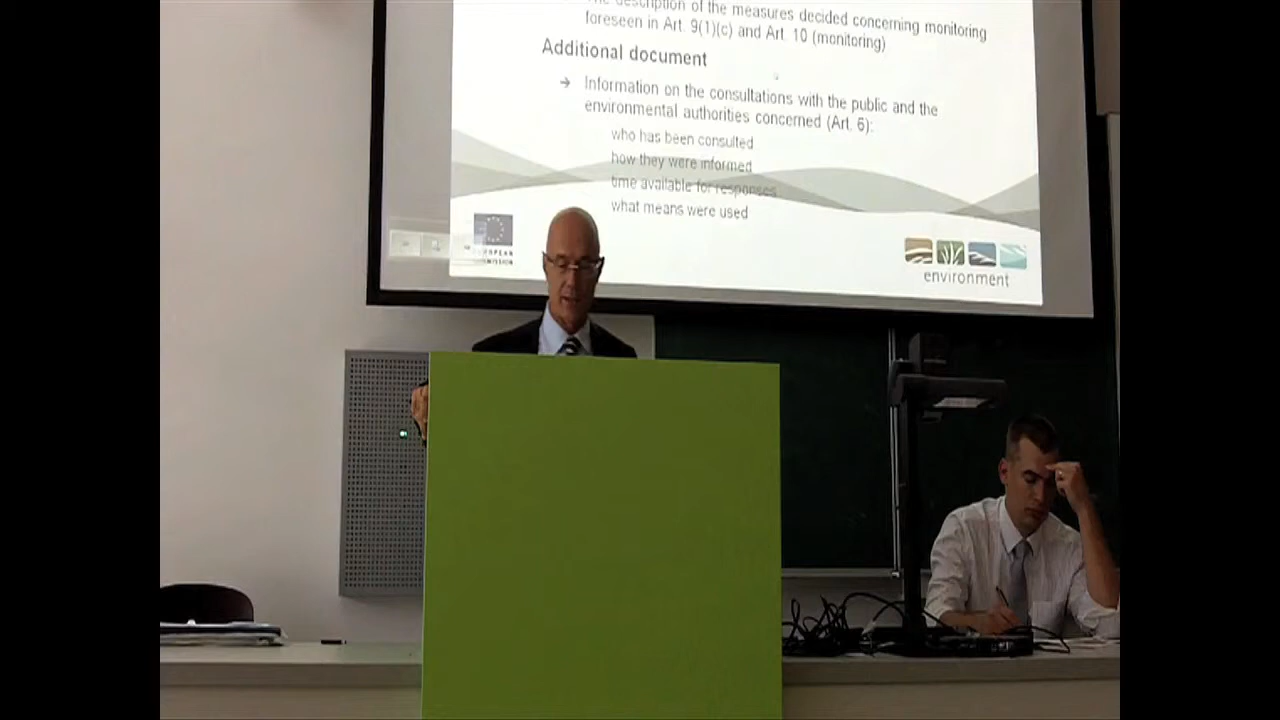 description of the measures decided concerning monitoring
foreseen in Art. 9(1)(c) and Art. 10 (monitoring)
Additional document
→ Information on the consultations with the public and the
environmental authorities concerned (Art. 6):
who has been consulted
how they were informed
time available for responses
what means were used
environment